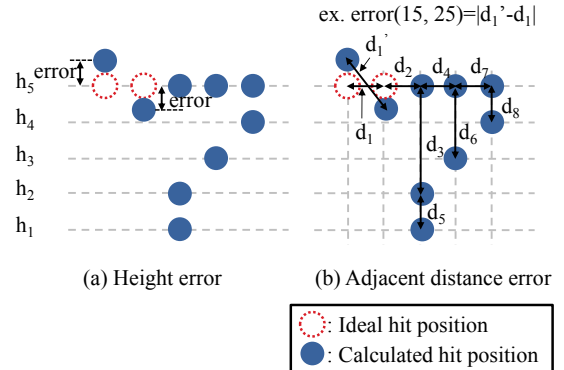 ex. error(15, 25)=|d₁'-d₁|
error
h₅
error
h₄
h₃
h₂
h₁
d₁'
d₂
d₄
d₇
d₁
d₈
d₃
d₆
d₅
(a) Height error
(b) Adjacent distance error
: Ideal hit position
: Calculated hit position